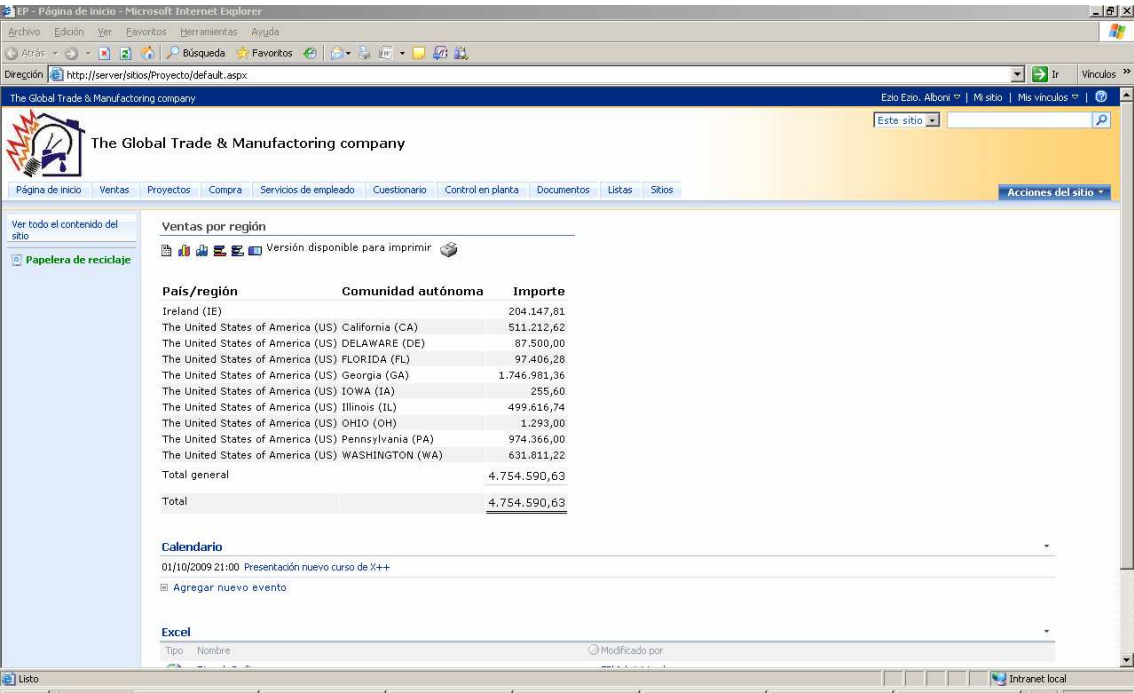 EP - Página de inicio - Microsoft Internet Explorer
Archivo Edición Ver Favoritos Herramientas Ayuda
Atrás Búsqueda Favoritos
Dirección http://server/sitios/Proyecto/default.aspx Ir Vínculos »
The Global Trade & Manufactoring company Ezio Ezio. Alboni | Mi sitio | Mis vínculos |
Este sitio
The Global Trade & Manufactoring company
Página de inicio Ventas Proyectos Compra Servicios de empleado Cuestionario Control en planta Documentos Listas Sitios Acciones del sitio
Ver todo el contenido del sitio
Papelera de reciclaje
Ventas por región
Versión disponible para imprimir
País/región Comunidad autónoma Importe
Ireland (IE) 204.147,81
The United States of America (US) California (CA) 511.212,62
The United States of America (US) DELAWARE (DE) 87.500,00
The United States of America (US) FLORIDA (FL) 97.406,28
The United States of America (US) Georgia (GA) 1.746.981,36
The United States of America (US) IOWA (IA) 255,60
The United States of America (US) Illinois (IL) 499.616,74
The United States of America (US) OHIO (OH) 1.293,00
The United States of America (US) Pennsylvania (PA) 974.366,00
The United States of America (US) WASHINGTON (WA) 631.811,22
Total general 4.754.590,63
Total 4.754.590,63
Calendario
01/10/2009 21:00 Presentación nuevo curso de X++
Agregar nuevo evento
Excel
Tipo Nombre Modificado por
Listo Intranet local